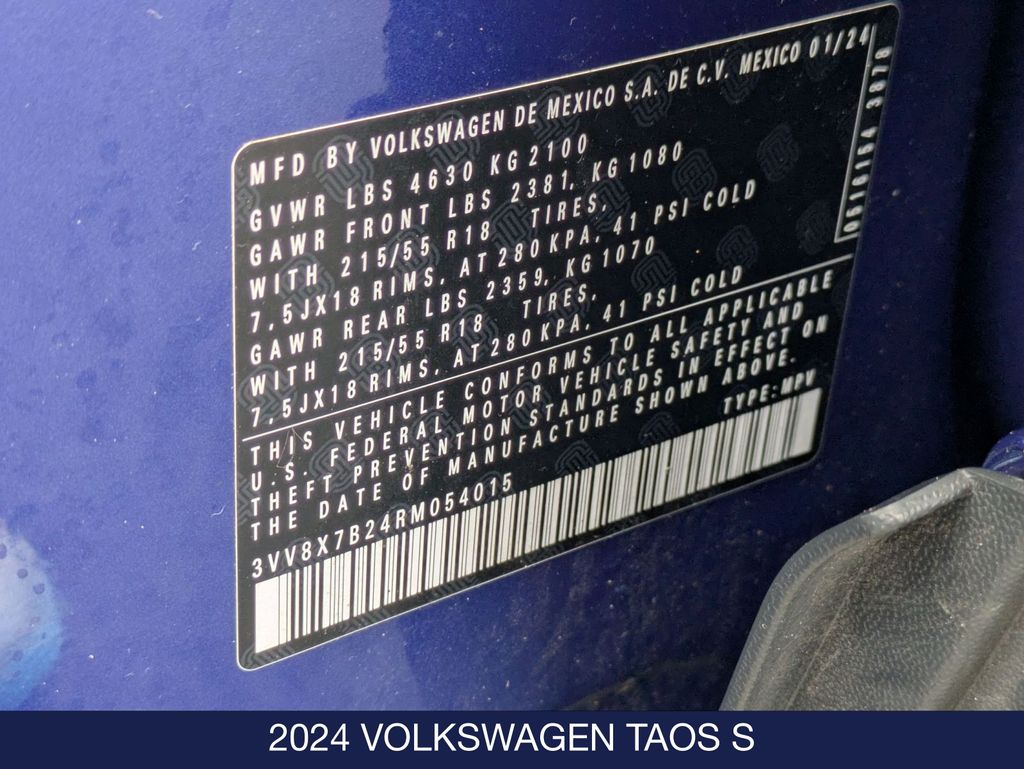 MFD BY VOLKSWAGEN DE MEXICO S.A. DE C.V. MEXICO 01/24
GVWR LBS 4630 KG 2100
GAWR FRONT LBS 2381, KG 1080
WITH 215/55 R18 TIRES,
7,5JX18 RIMS, AT 280 KPA, 41 PSI COLD
GAWR REAR LBS 2359, KG 1070
WITH 215/55 R18 TIRES,
7,5JX18 RIMS, AT 280 KPA, 41 PSI COLD
THIS VEHICLE CONFORMS TO ALL APPLICABLE
U.S. FEDERAL MOTOR VEHICLE SAFETY AND
THEFT PREVENTION STANDARDS IN EFFECT ON
THE DATE OF MANUFACTURE SHOWN ABOVE.
TYPE: MPV
3VV8X7B24RM054015
2024 VOLKSWAGEN TAOS S